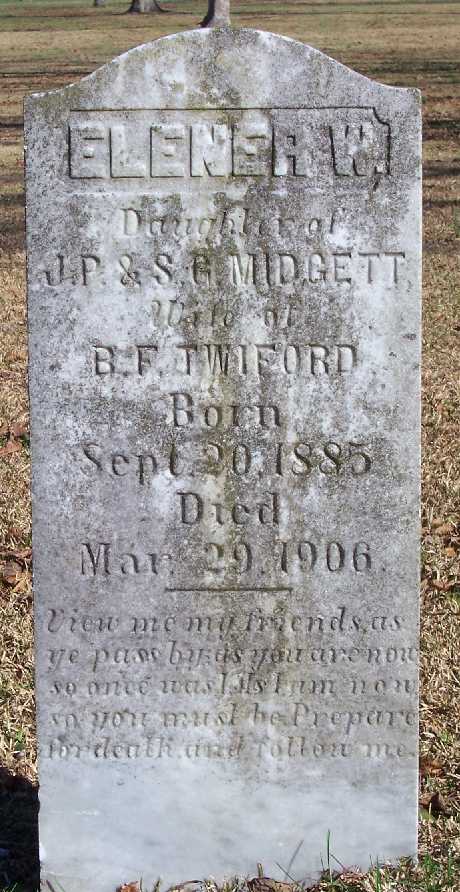 ELENER W.
Daughter of
J.P. & S.G. MIDGETT,
Wife of
B.F. TWIFORD
Born
Sept. 20, 1885
Died
Mar. 29, 1906.
View me my friends, as
ye pass by: as you are now
so once was I. As I am now
so you must be. Prepare
for death and follow me.